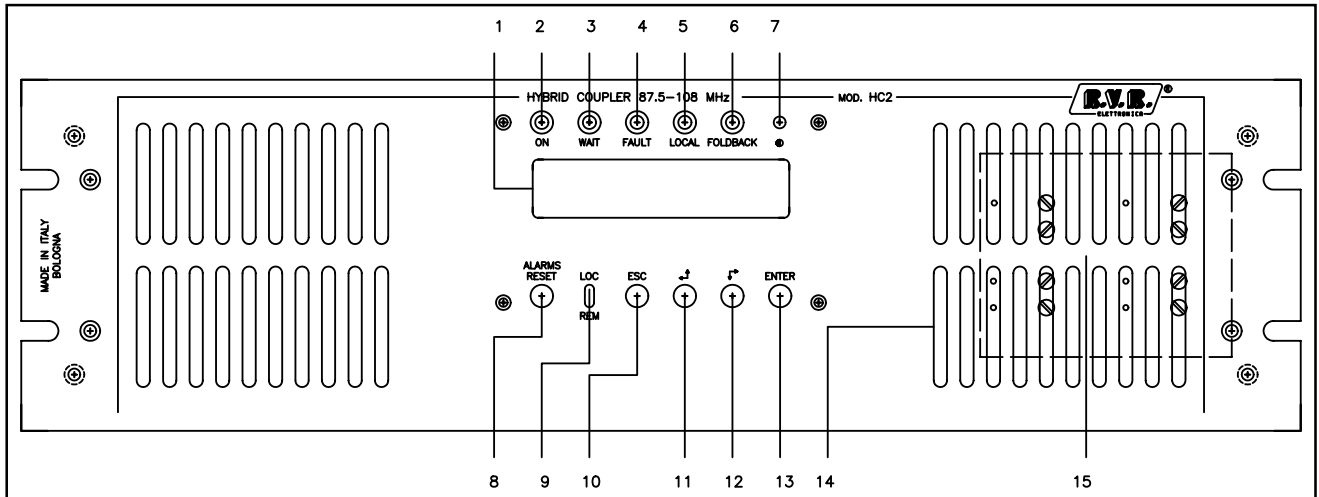 1 2 3 4 5 6 7
HYBRID COUPLER 87.5-108 MHz MOD. HC2
R.V.R.®
ELETTRONICA
ON WAIT FAULT LOCAL FOLDBACK
MADE IN ITALY
BOLOGNA
ALARMS
RESET LOC ESC ENTER
REM
8 9 10 11 12 13 14 15